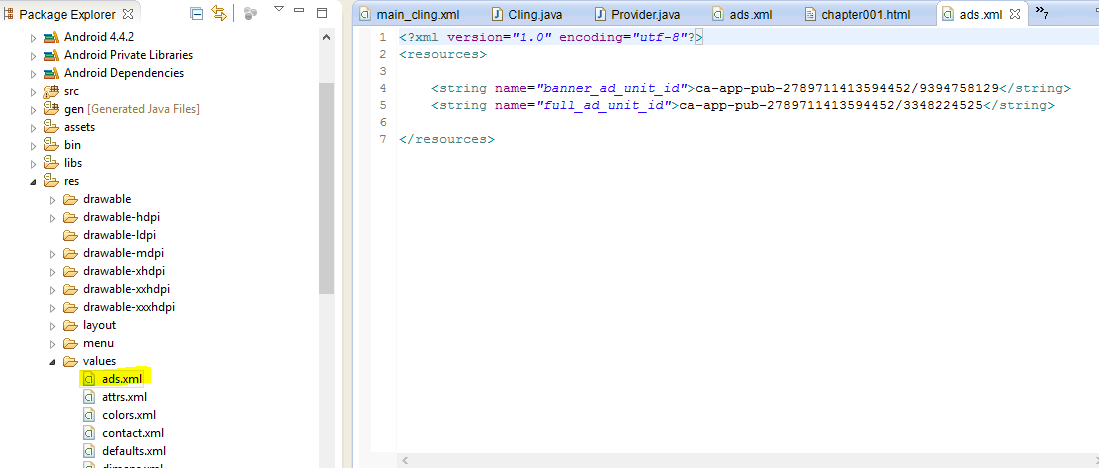 Package Explorer
Android 4.4.2
Android Private Libraries
Android Dependencies
src
gen [Generated Java Files]
assets
bin
libs
res
drawable
drawable-hdpi
drawable-ldpi
drawable-mdpi
drawable-xhdpi
drawable-xxhdpi
drawable-xxxhdpi
layout
menu
values
ads.xml
attrs.xml
colors.xml
contact.xml
defaults.xml
dimens.xml
main_cling.xml Cling.java Provider.java ads.xml chapter001.html ads.xml »7
1 <?xml version="1.0" encoding="utf-8"?>
2 <resources>
3
4 <string name="banner_ad_unit_id">ca-app-pub-2789711413594452/9394758129</string>
5 <string name="full_ad_unit_id">ca-app-pub-2789711413594452/3348224525</string>
6
7 </resources>